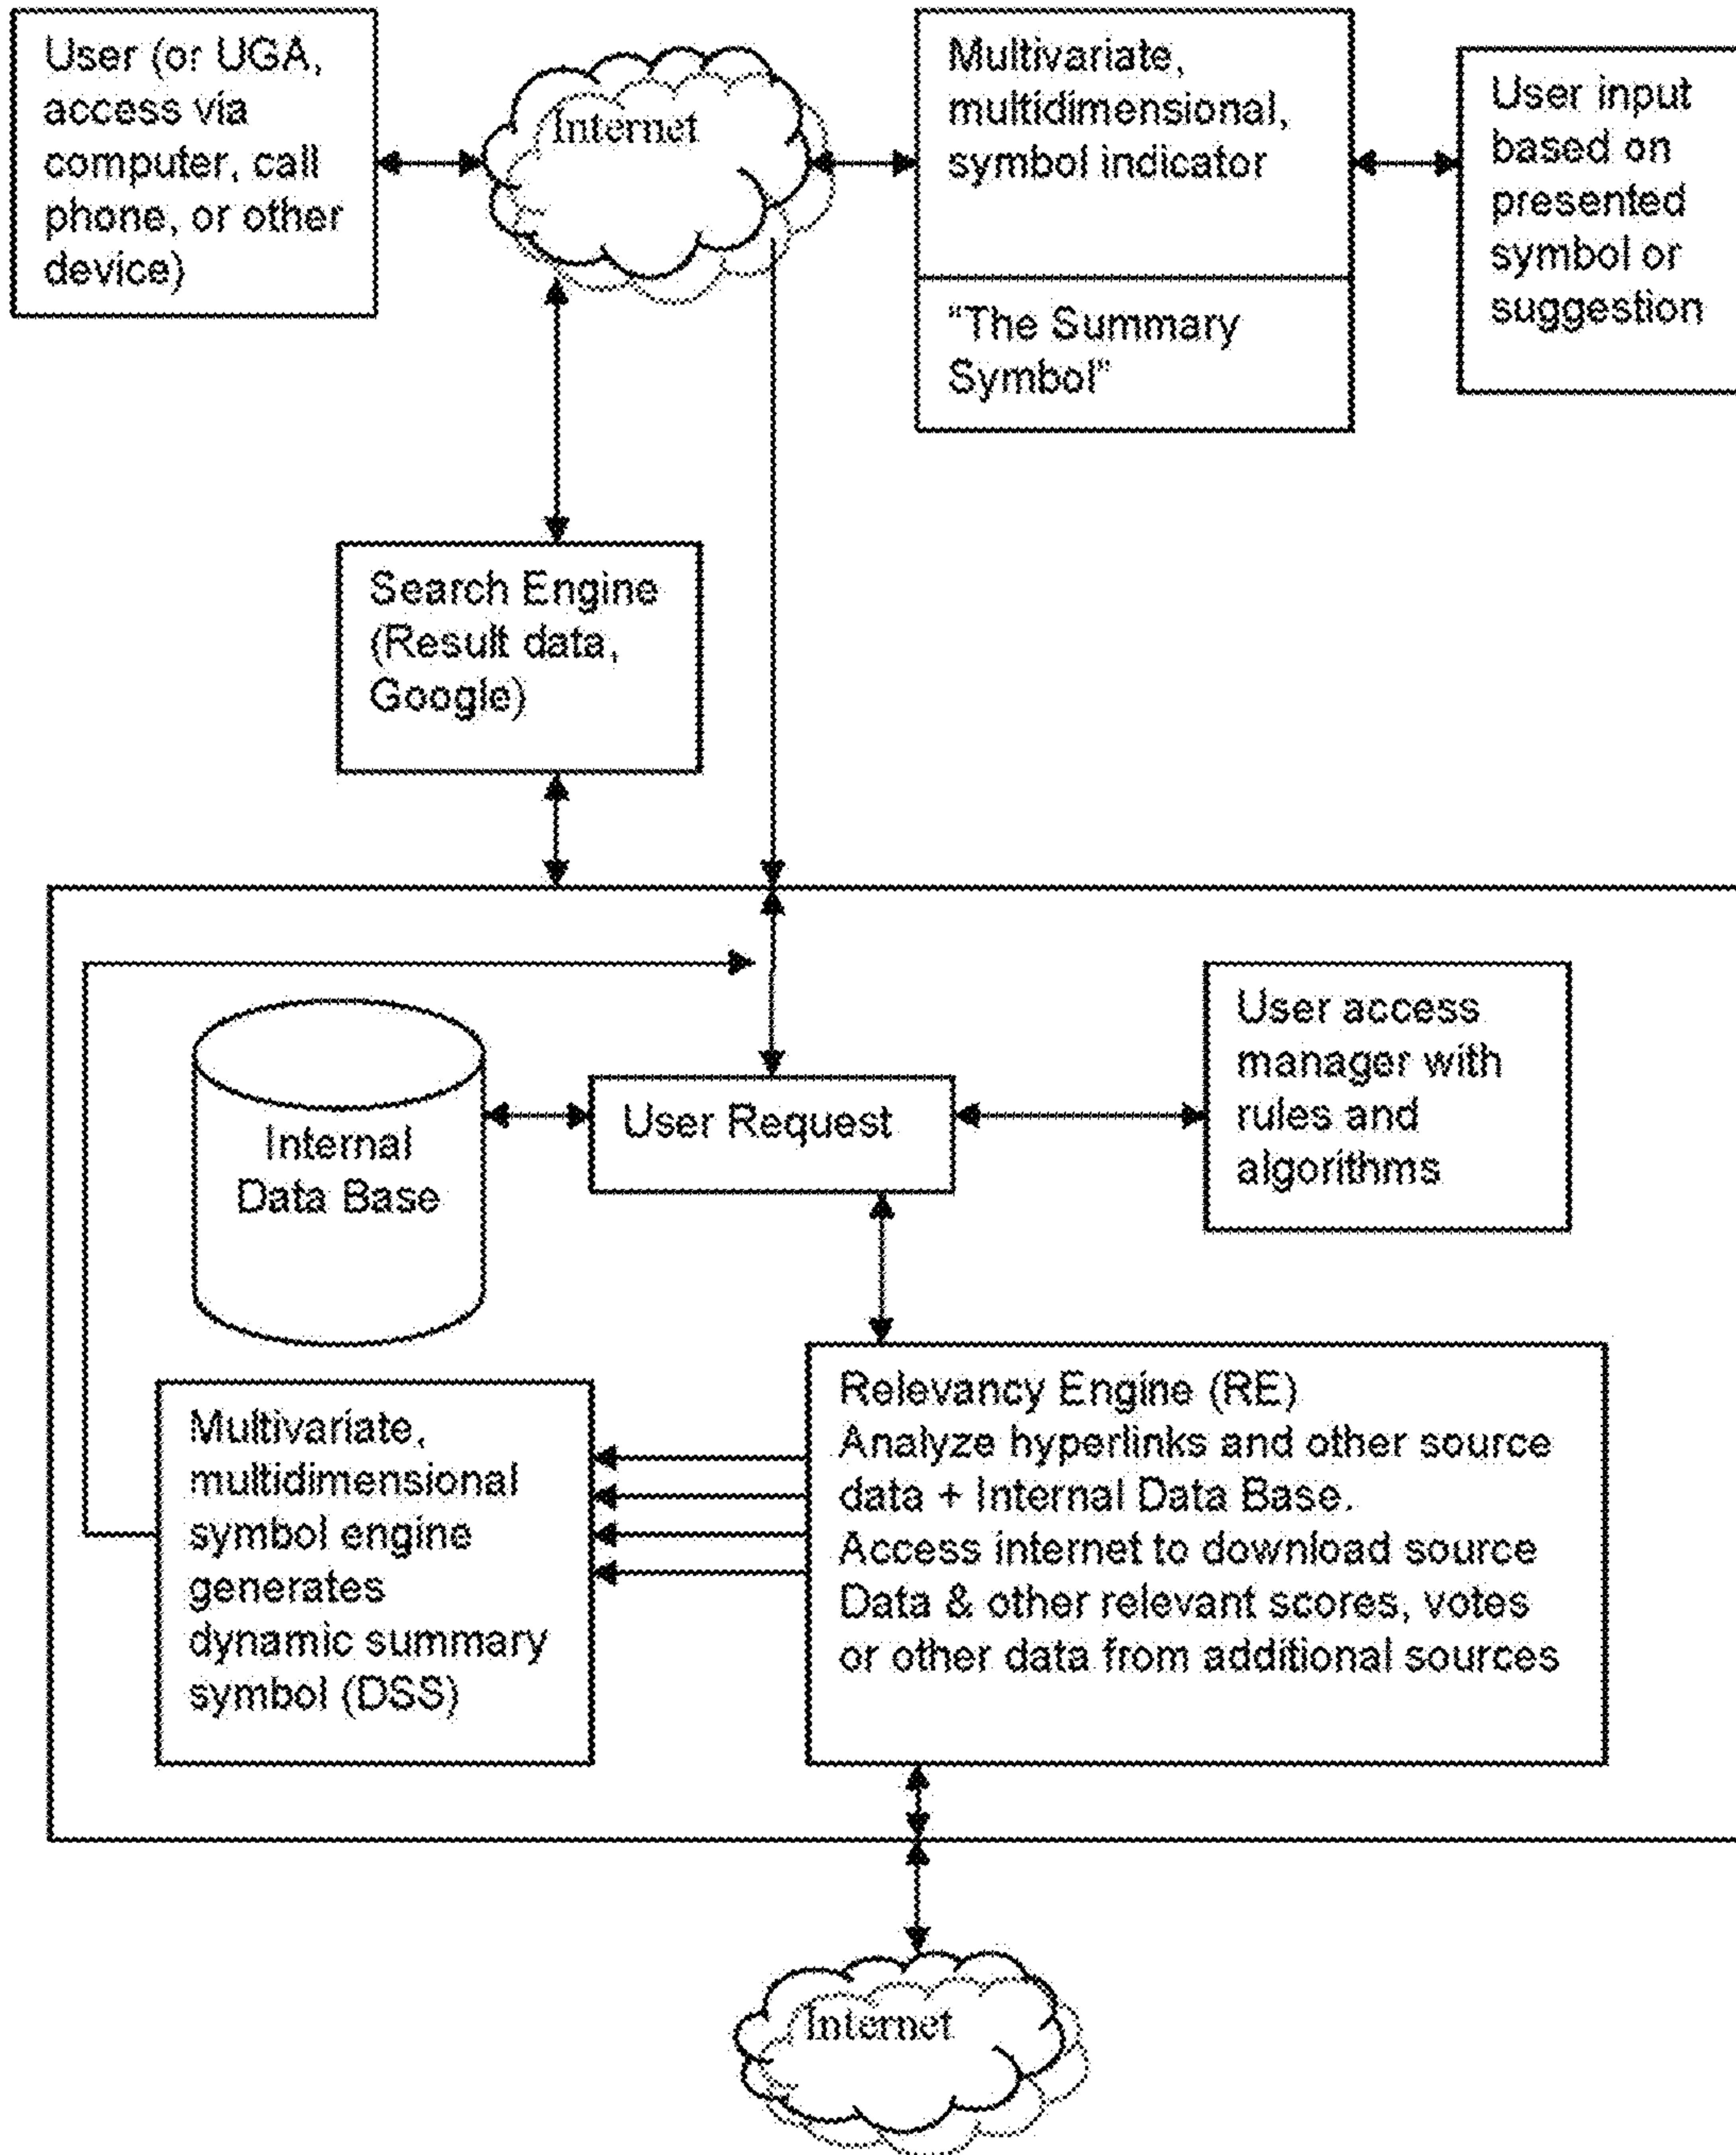 User (or UGA,
access via
computer, call
phone, or other
device)
Internet
Multivariate,
multidimensional,
symbol indicator
"The Summary
Symbol"
User input
based on
presented
symbol or
suggestion
Search Engine
(Result data,
Google)
Internal
Data Base
User Request
User access
manager with
rules and
algorithms
Multivariate,
multidimensional
symbol engine
generates
dynamic summary
symbol (DSS)
Relevancy Engine (RE)
Analyze hyperlinks and other source
data + Internal Data Base.
Access internet to download source
Data & other relevant scores, votes
or other data from additional sources
Internet